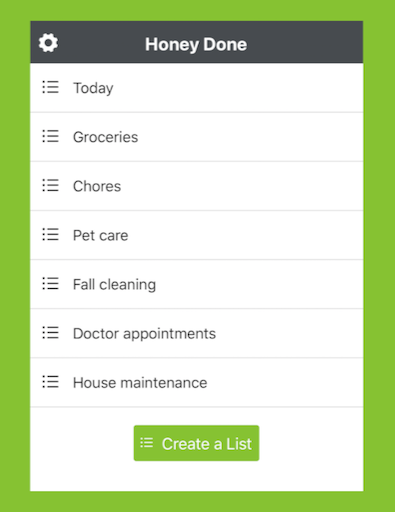 Honey Done
Today
Groceries
Chores
Pet care
Fall cleaning
Doctor appointments
House maintenance
Create a List